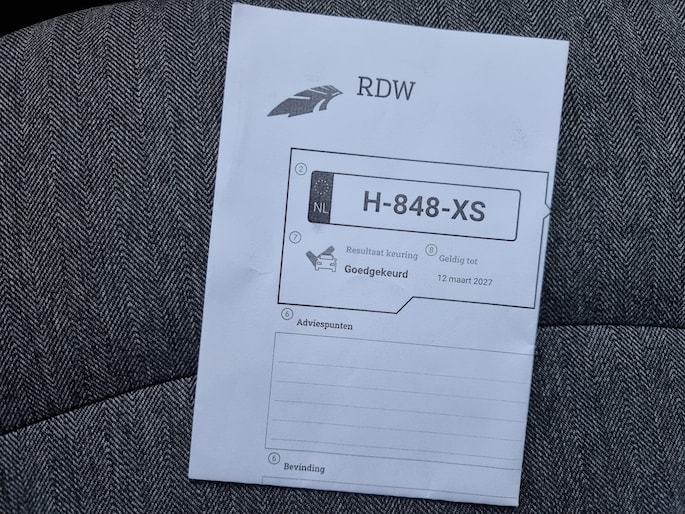 RDW
2
NL H-848-XS
7 Resultaat keuring 8 Geldig tot
Goedgekeurd 12 maart 2027
6 Adviespunten
6 Bevinding